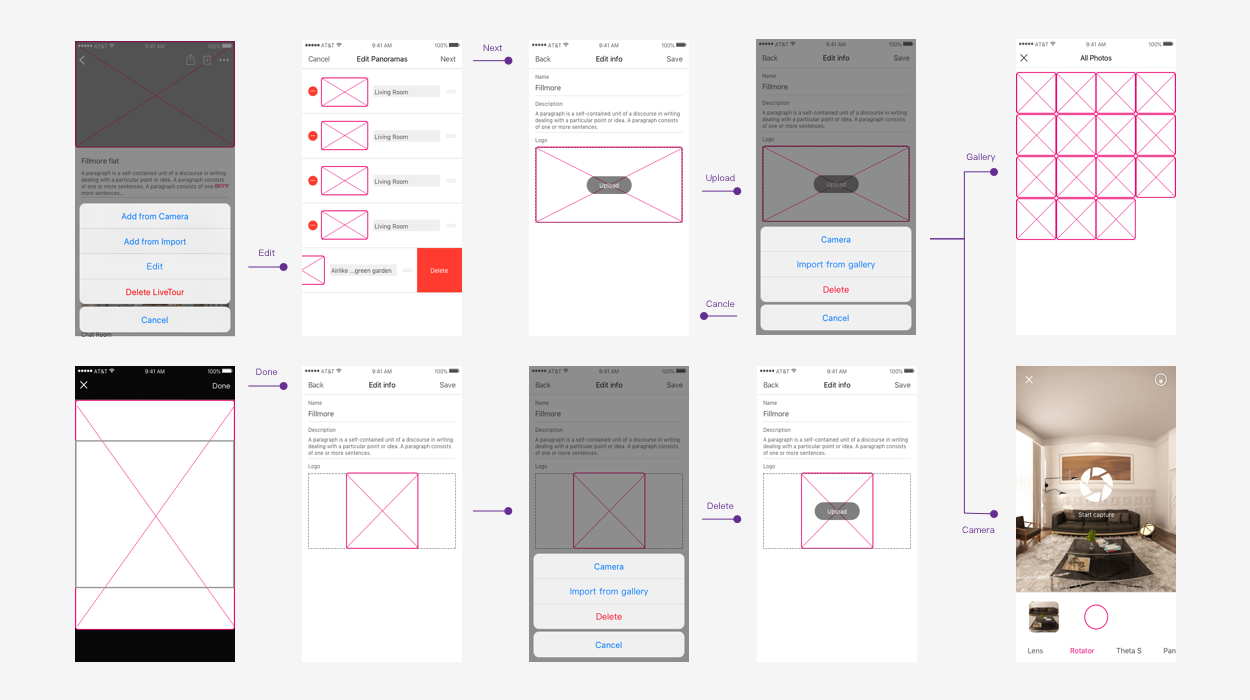 AT&T 9:41 AM 100%
Fillmore flat
A paragraph is a self-contained unit of a discourse in writing
dealing with a particular point or idea. A paragraph consists
of one or more sentences. A paragraph consists of one
more sentences...
Add from Camera
Add from Import
Edit
Delete LiveTour
Cancel
Chat Room
Edit
AT&T 9:41 AM 100%
Cancel Edit Panoramas Next
Living Room
Living Room
Living Room
Living Room
Airlike ...green garden Delete
Next
AT&T 9:41 AM 100%
Back Edit info Save
Name
Fillmore
Description
A paragraph is a self-contained unit of a discourse in writing
dealing with a particular point or idea. A paragraph consists
of one or more sentences.
Logo
Upload
Upload
Cancle
AT&T 9:41 AM 100%
Back Edit info Save
Name
Fillmore
Description
A paragraph is a self-contained unit of a discourse in writing
dealing with a particular point or idea. A paragraph consists
of one or more sentences.
Logo
Upload
Camera
Import from gallery
Delete
Cancel
Gallery
Camera
AT&T 9:41 AM 100%
All Photos
AT&T 9:41 AM 100%
Done
Done
AT&T 9:41 AM 100%
Back Edit info Save
Name
Fillmore
Description
A paragraph is a self-contained unit of a discourse in writing
dealing with a particular point or idea. A paragraph consists
of one or more sentences.
Logo
AT&T 9:41 AM 100%
Back Edit info Save
Name
Fillmore
Description
A paragraph is a self-contained unit of a discourse in writing
dealing with a particular point or idea. A paragraph consists
of one or more sentences.
Logo
Camera
Import from gallery
Delete
Cancel
Delete
AT&T 9:41 AM 100%
Back Edit info Save
Name
Fillmore
Description
A paragraph is a self-contained unit of a discourse in writing
dealing with a particular point or idea. A paragraph consists
of one or more sentences.
Logo
Upload
Start capture
Lens Rotator Theta S Pan